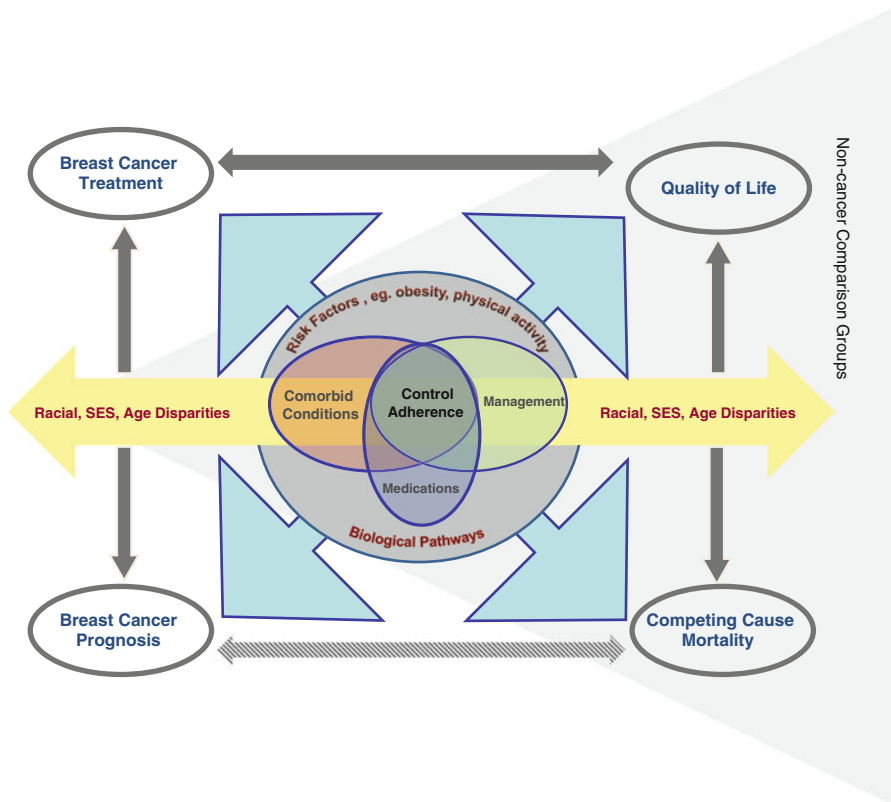 Breast Cancer
Treatment
Quality of Life
Non-cancer Comparison Groups
Risk Factors , eg. obesity, physical activity
Comorbid
Conditions
Control
Adherence
Management
Racial, SES, Age Disparities
Racial, SES, Age Disparities
Medications
Biological Pathways
Breast Cancer
Prognosis
Competing Cause
Mortality